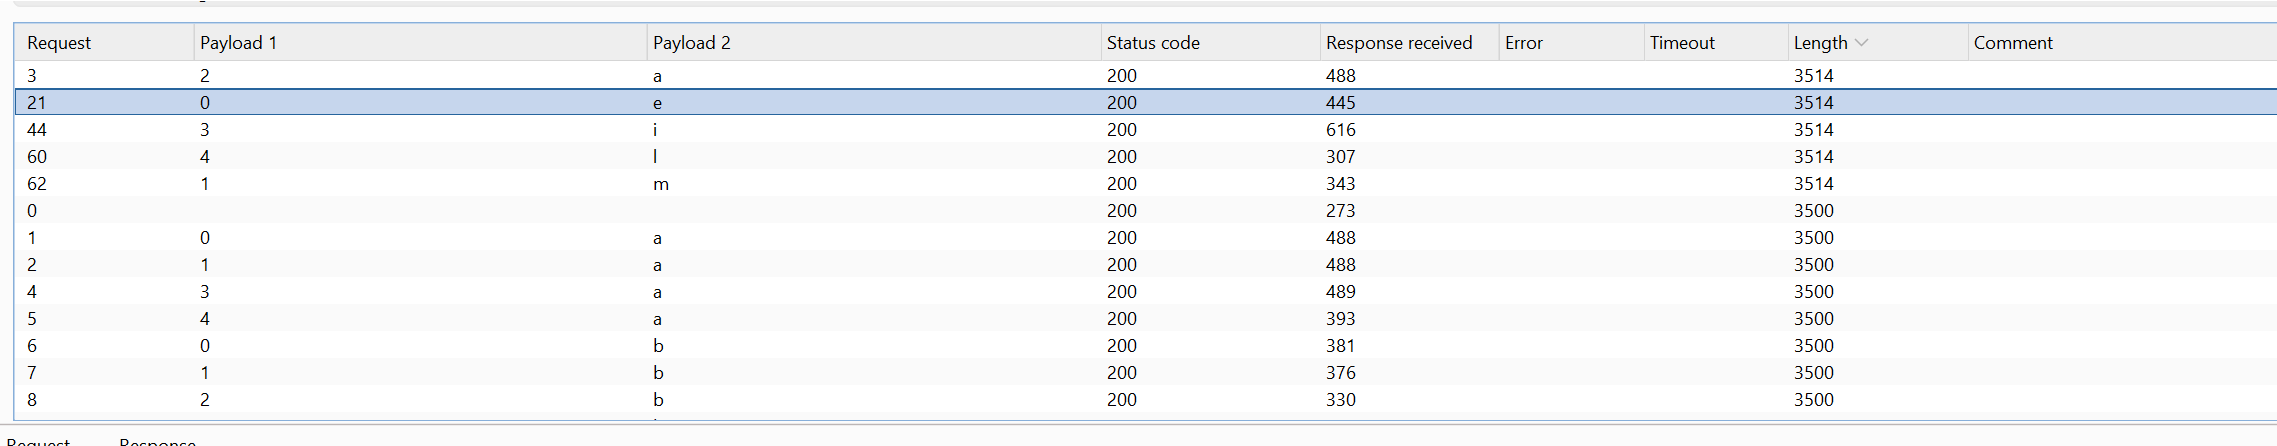 Request Payload 1 Payload 2 Status code Response received Error Timeout Length Comment
3 2 a 200 488 3514
21 0 e 200 445 3514
44 3 i 200 616 3514
60 4 l 200 307 3514
62 1 m 200 343 3514
0 200 273 3500
1 0 a 200 488 3500
2 1 a 200 488 3500
4 3 a 200 489 3500
5 4 a 200 393 3500
6 0 b 200 381 3500
7 1 b 200 376 3500
8 2 b 200 330 3500
Request Response